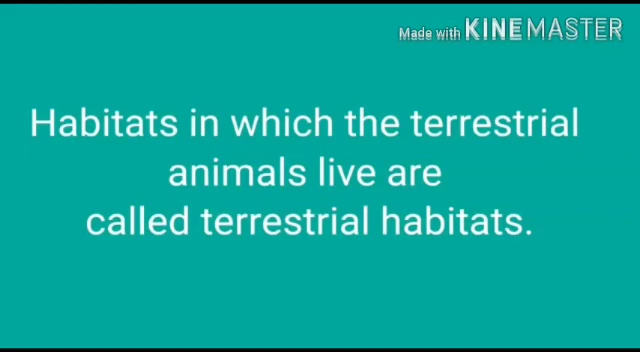 Made with KINEMASTER
Habitats in which the terrestrial
animals live are
called terrestrial habitats.